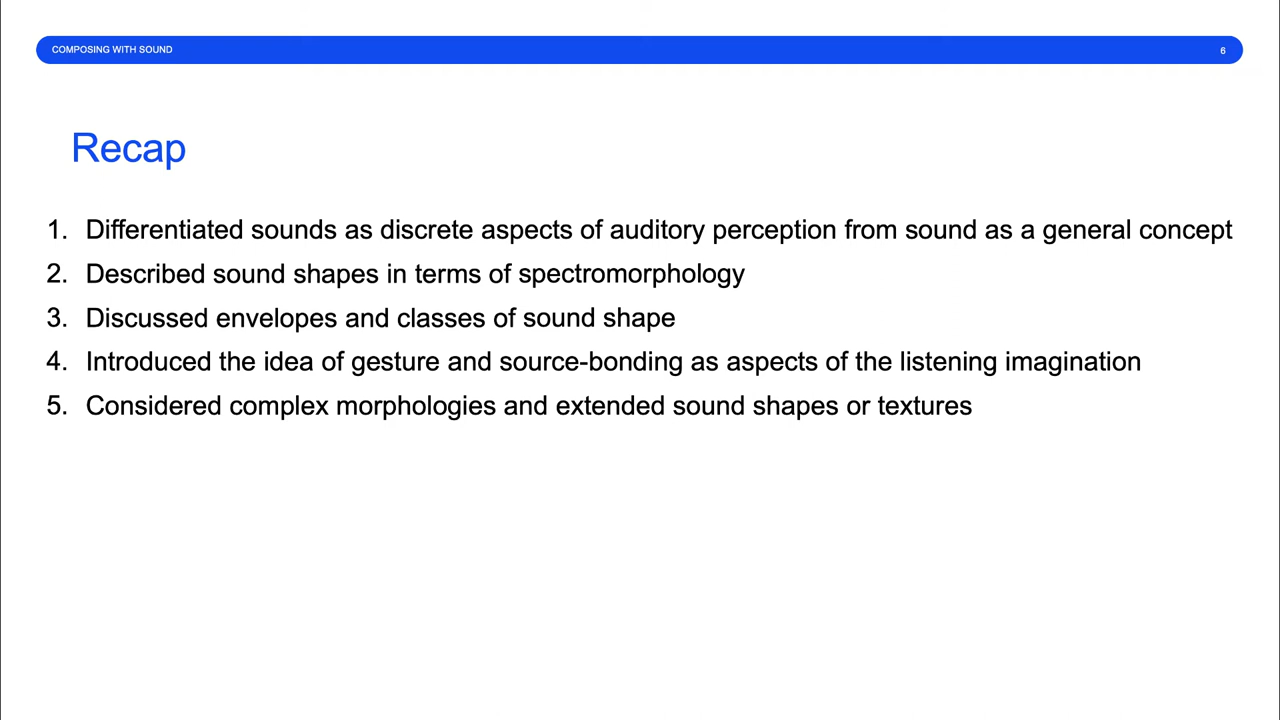 COMPOSING WITH SOUND
6
Recap
1. Differentiated sounds as discrete aspects of auditory perception from sound as a general concept
2. Described sound shapes in terms of spectromorphology
3. Discussed envelopes and classes of sound shape
4. Introduced the idea of gesture and source-bonding as aspects of the listening imagination
5. Considered complex morphologies and extended sound shapes or textures